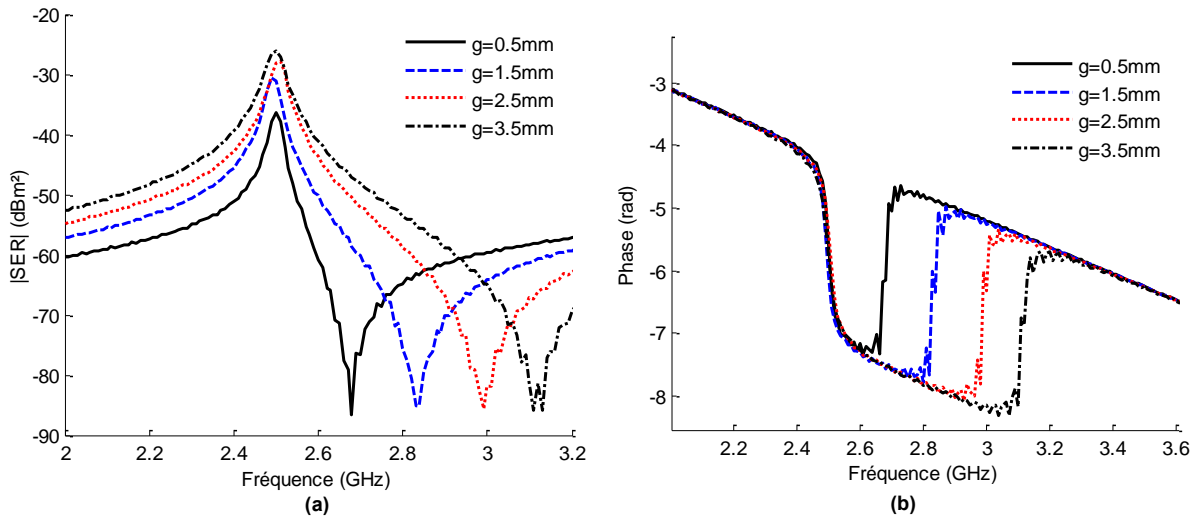 -20
-30
-40
-50
-60
-70
-80
-90
|SER| (dBm²)
g=0.5mm
g=1.5mm
g=2.5mm
g=3.5mm
2 2.2 2.4 2.6 2.8 3 3.2
Fréquence (GHz)
(a)
-3
-4
-5
-6
-7
-8
Phase (rad)
g=0.5mm
g=1.5mm
g=2.5mm
g=3.5mm
2.2 2.4 2.6 2.8 3 3.2 3.4 3.6
Fréquence (GHz)
(b)